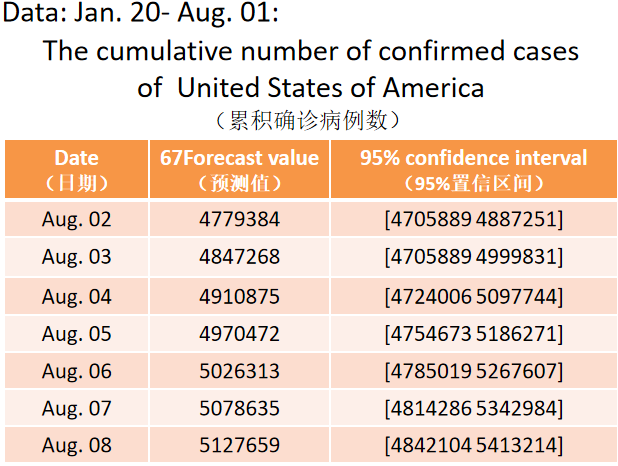 Data: Jan. 20- Aug. 01:
The cumulative number of confirmed cases
of United States of America
（累积确诊病例数）
Date 67Forecast value 95% confidence interval
（日期） （预测值） （95%置信区间）
Aug. 02 4779384 [4705889 4887251]
Aug. 03 4847268 [4705889 4999831]
Aug. 04 4910875 [4724006 5097744]
Aug. 05 4970472 [4754673 5186271]
Aug. 06 5026313 [4785019 5267607]
Aug. 07 5078635 [4814286 5342984]
Aug. 08 5127659 [4842104 5413214]